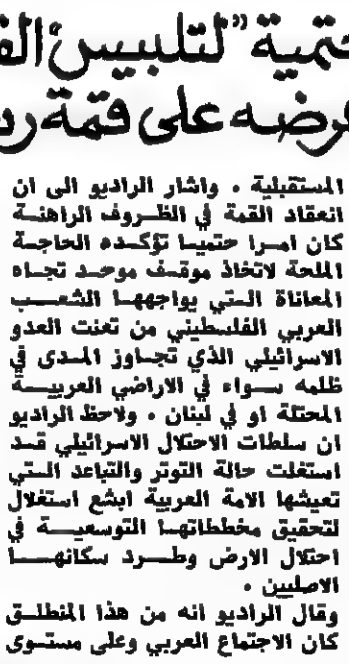 حتمية "لتلبيس
على قمة
المستقبلية . واشار الراديو الى ان
انعقاد القمة في الظروف الراهنة
كان امرا حتميا تؤكده الحاجة
الملحة لاتخاذ موقف موحد تجاه
المعاناة التي يواجهها الشعب
العربي الفلسطيني من تعنت العدو
الاسرائيلي الذي تجاوز المدى في
ظلمه سواء في الاراضي العربية
المحتلة او في لبنان . ولاحظ الراديو
ان سلطات الاحتلال الاسرائيلي قد
استغلت حالة التوتر والتباعد التي
تعيشها الامة العربية ابشع استغلال
لتحقيق مخططاتها التوسعية في
احتلال الارض وطرد سكانها
الاصليين .
وقال الراديو انه من هذا المنطلق
كان الاجتماع العربي وعلى مستوى